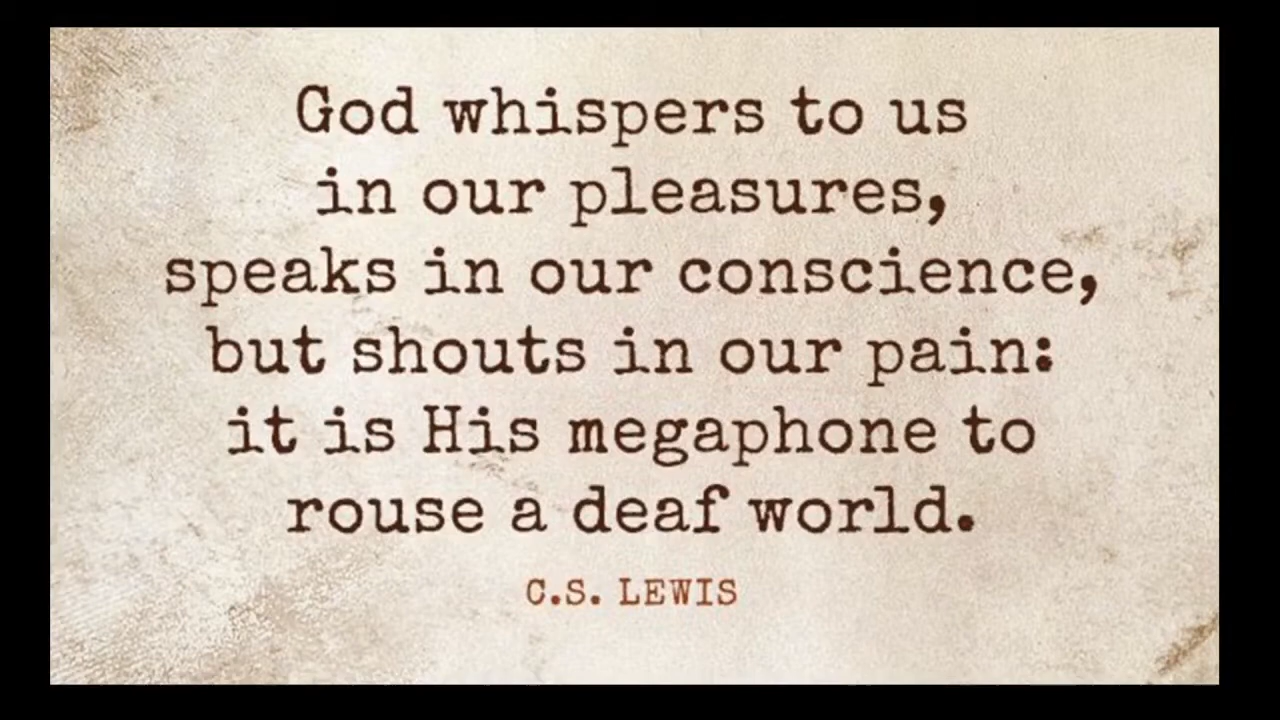 God whispers to us
in our pleasures,
speaks in our conscience,
but shouts in our pain:
it is His megaphone to
rouse a deaf world.
C.S. LEWIS